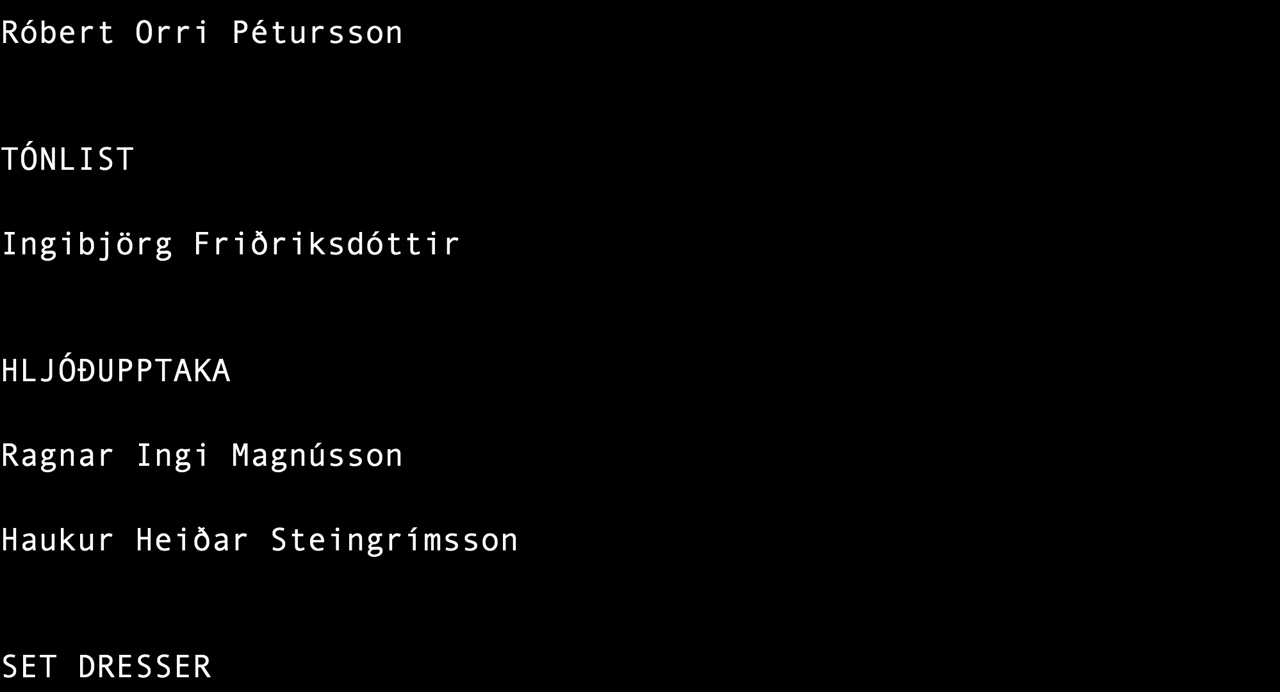 Róbert Orri Pétursson
TÓNLIST
Ingibjörg Friðriksdóttir
HLJÓÐUPPTAKA
Ragnar Ingi Magnússon
Haukur Heiðar Steingrímsson
SET DRESSER